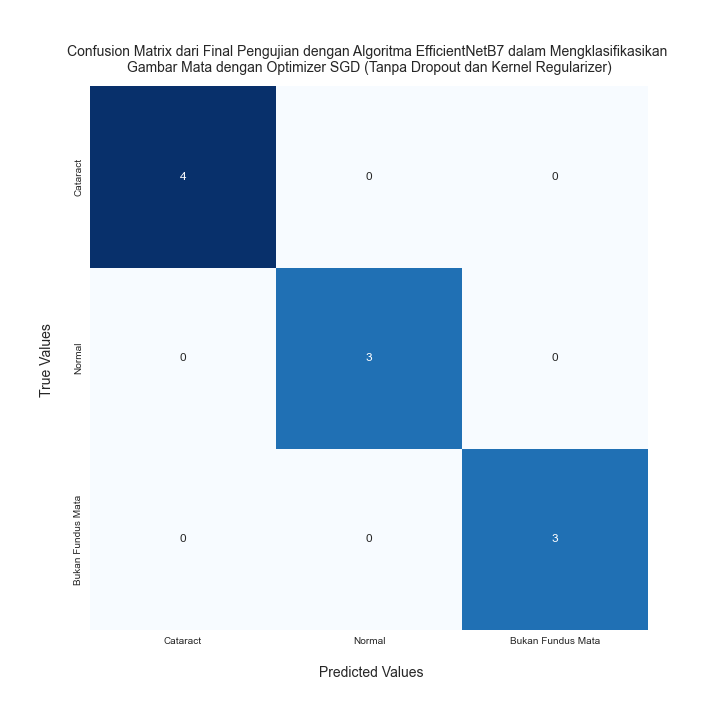 Confusion Matrix dari Final Pengujian dengan Algoritma EfficientNetB7 dalam Mengklasifikasikan
Gambar Mata dengan Optimizer SGD (Tanpa Dropout dan Kernel Regularizer)
True Values
Cataract
4 0 0
Normal
0 3 0
Bukan Fundus Mata
0 0 3
Cataract Normal Bukan Fundus Mata
Predicted Values